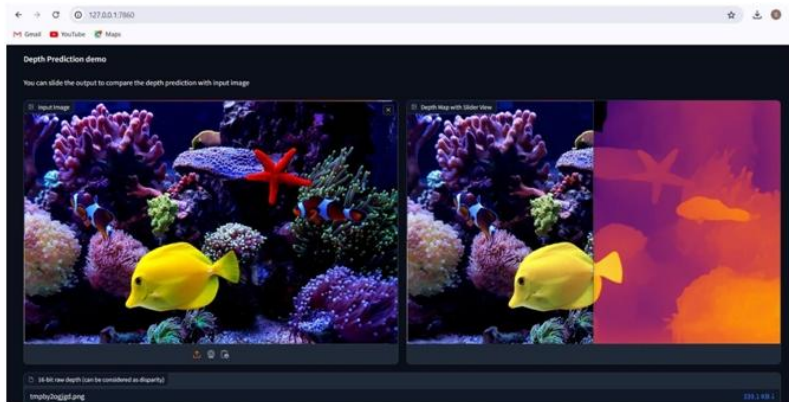 127.0.0.1:7860
Gmail YouTube Maps
Depth Prediction demo
You can slide the output to compare the depth prediction with input image
Input Image
Depth Map with Slider View
16-bit raw depth (can be considered as disparity)
tmpby3ogjgd.png